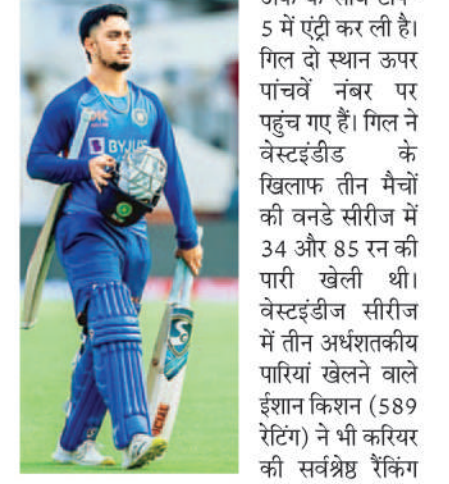 5 में एंट्री कर ली है।
गिल दो स्थान ऊपर
पांचवें नंबर पर
पहुंच गए हैं। गिल ने
वेस्टइंडीड के
खिलाफ तीन मैचों
की वनडे सीरीज में
34 और 85 रन की
पारी खेली थी।
वेस्टइंडीज सीरीज
में तीन अर्धशतकीय
पारियां खेलने वाले
ईशान किशन (589
रेटिंग) ने भी करियर
की सर्वश्रेष्ठ रैंकिंग
BYJU'S